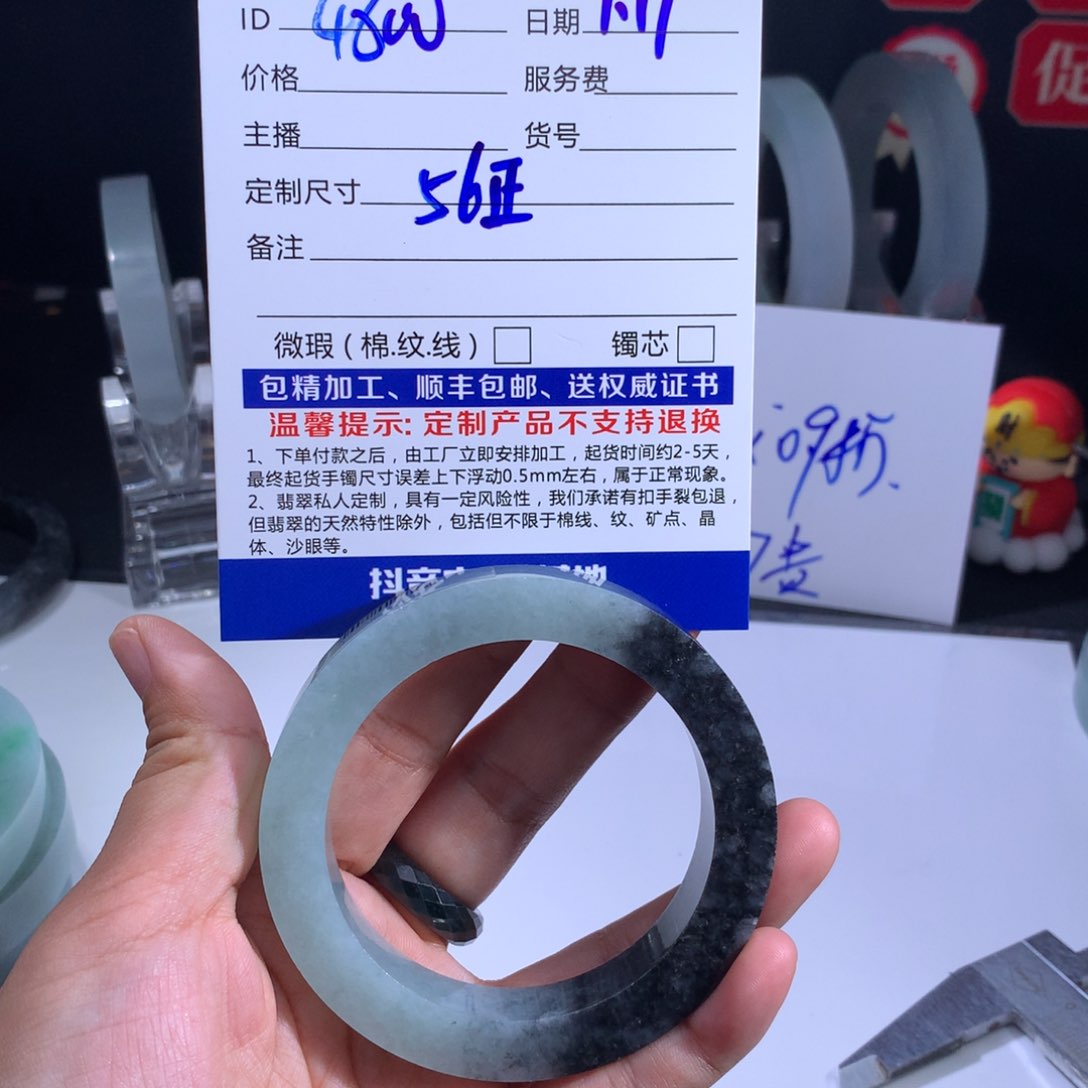 ID 4800 日期
价格 服务费
主播 货号
定制尺寸 56正
备注
微瑕(棉.纹.线) 镯芯
包精加工、顺丰包邮、送权威证书
温馨提示: 定制产品不支持退换
1、下单付款之后，由工厂立即安排加工，起货时间约2-5天，
最终起货手镯尺寸误差上下浮动0.5mm左右，属于正常现象。
2、翡翠私人定制，具有一定风险性，我们承诺有扣手裂包退，
但翡翠的天然特性除外，包括但不限于棉线、纹、矿点、晶
体、沙眼等。
抖音
促
09折
贵